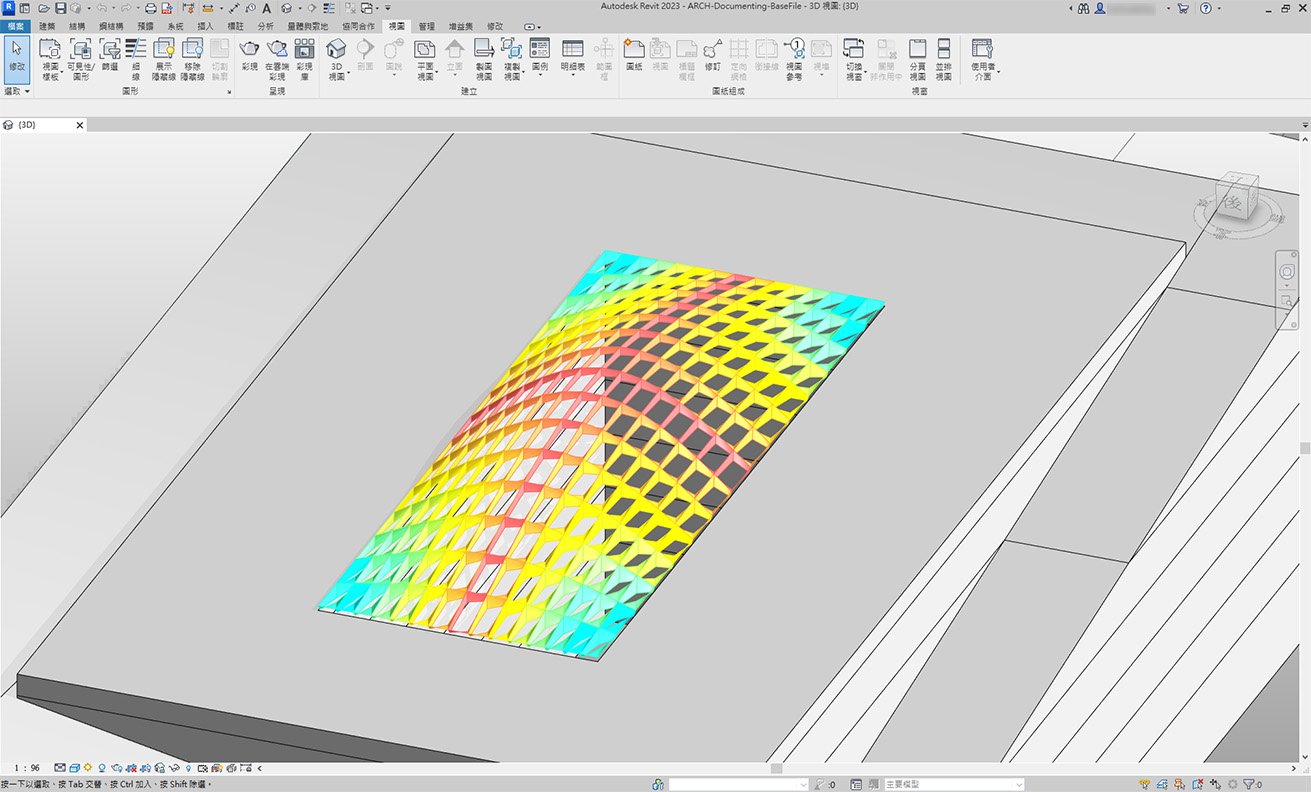 Autodesk Revit 2023 - ARCH-Documenting-BaseFile - 3D 視圖: {3D}
檔案 建築 結構 鋼結構 預鑄 系統 插入 標註 分析 量體與敷地 協同合作 視圖 管理 增益集 修改
修改 視圖樣板 可見性/圖形 篩選 細線 展示隱藏線 移除隱藏線 切割輪廓 彩現 在雲端彩現 彩現庫 3D視圖 剖面 圖說 平面視圖 立面 製圖視圖 複製視圖 圖例 明細表 範圍框 圖紙 視圖 標題欄框 修訂 定向網格 銜接線 視圖參考 視埠 切換視窗 關閉非作用中 分頁視圖 並排視圖 使用者介面
選取 圖形 呈現 建立 圖紙組成 視窗
{3D}
後
1 : 96
按一下以選取、按 Tab 交替、按 Ctrl 加入、按 Shift 除選。
:0
主要模型
:0